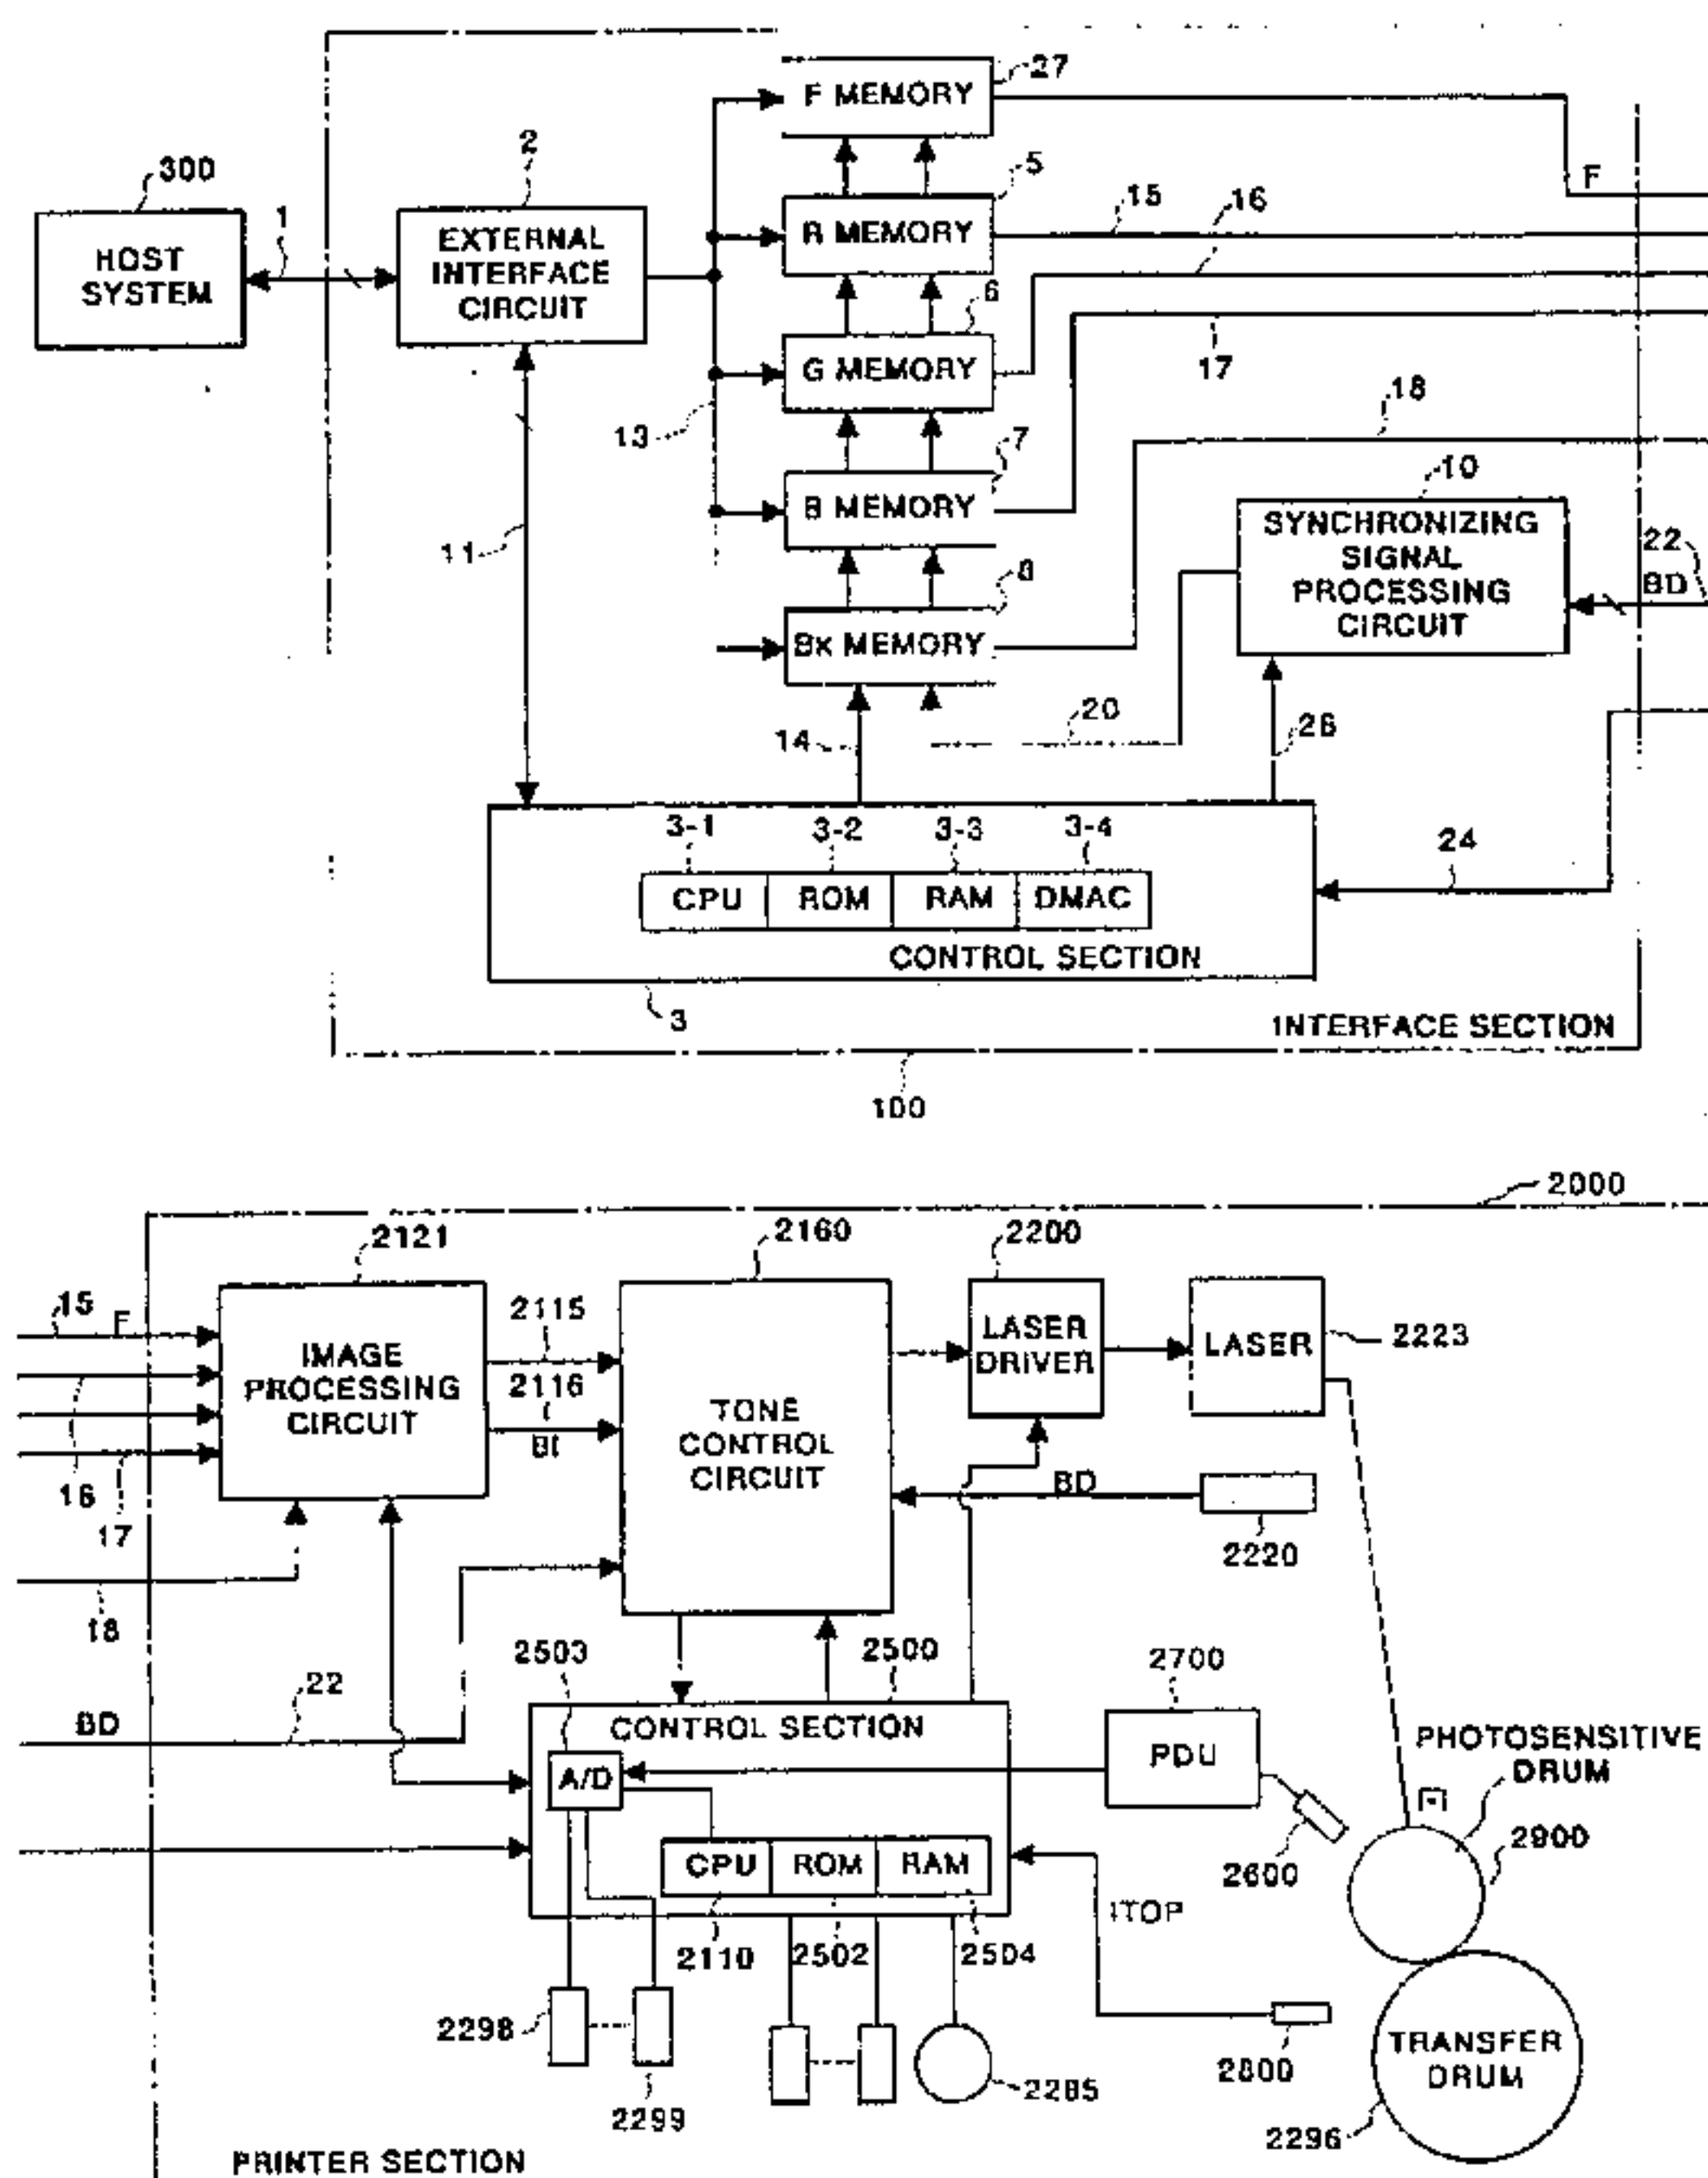 27
F MEMORY
2
300
5
F
15
16
1
HOST
SYSTEM
EXTERNAL
INTERFACE
CIRCUIT
R MEMORY
6
G MEMORY
17
13
18
7
10
B MEMORY
SYNCHRONIZING
SIGNAL
PROCESSING
CIRCUIT
22
BD
11
8
Bk MEMORY
20
14
26
3-1
3-2
3-3
3-4
24
CPU
ROM
RAM
DMAC
CONTROL SECTION
3
INTERFACE SECTION
100
2000
2121
2160
2200
15
F
2115
LASER
DRIVER
LASER
2223
IMAGE
PROCESSING
CIRCUIT
2116
BI
TONE
CONTROL
CIRCUIT
16
BD
17
2220
18
2503
2500
2700
22
BD
CONTROL SECTION
PHOTOSENSITIVE
DRUM
A/D
PDU
2900
CPU
ROM
RAM
2600
ITOP
2110
2502
2504
2298
2800
TRANSFER
DRUM
2285
2299
2296
PRINTER SECTION